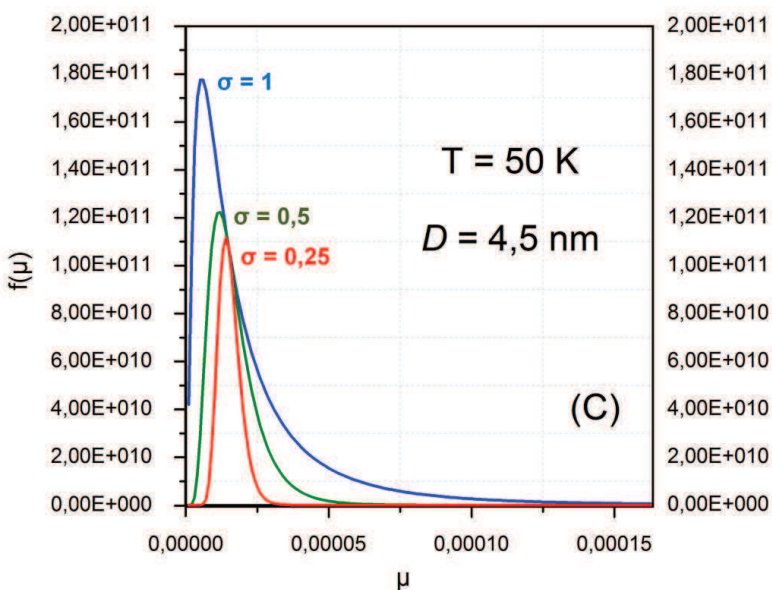 2,00E+011
1,80E+011
1,60E+011
1,40E+011
1,20E+011
1,00E+011
8,00E+010
6,00E+010
4,00E+010
2,00E+010
0,00E+000
f(μ)
σ = 1
σ = 0,5
σ = 0,25
T = 50 K
D = 4,5 nm
(C)
2,00E+011
1,80E+011
1,60E+011
1,40E+011
1,20E+011
1,00E+011
8,00E+010
6,00E+010
4,00E+010
2,00E+010
0,00E+000
0,00000 0,00005 0,00010 0,00015
μ